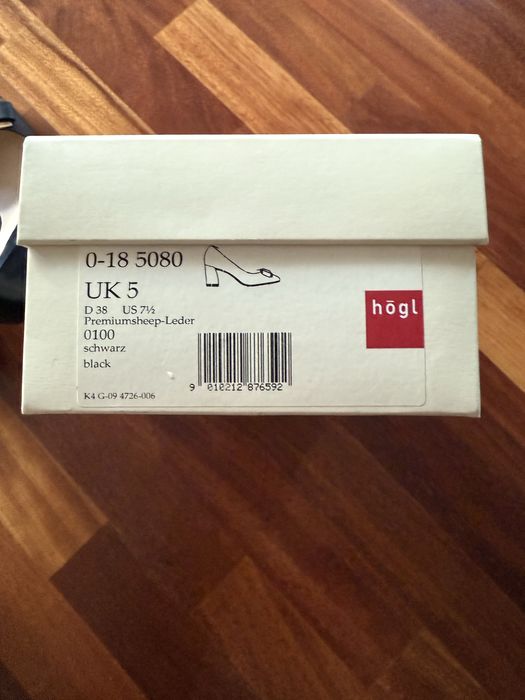 0-18 5080
UK 5
D 38 US 7½
Premiumsheep-Leder
0100
schwarz
black
9 010212 876592
K4 G-09 4726-006
högl